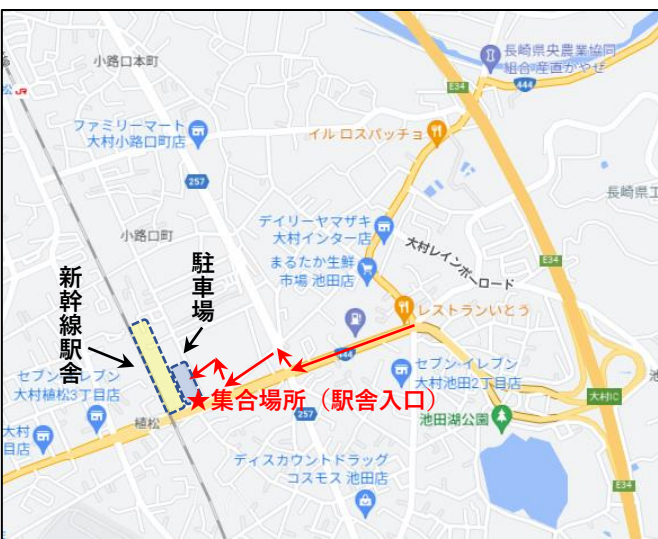 小路口本町
長崎県央農業協同
組合 産直かやぜ
E34
444
松
JR
ファミリーマート
大村小路口町店
イル ロスパッチョ
257
長崎県工
デイリーヤマザキ
大村インター店
小路口町
大村レインボーロード
駐車場
まるたか生鮮
市場 池田店
E34
新幹線駅舎
レストランいとう
444
セブン-イレブン
大村植松3丁目店
セブン-イレブン
大村池田2丁目店
池
大村IC
★集合場所（駅舎入口）
257
植松
池田湖公園
大村
目店
ディスカウントドラッグ
コスモス 池田店
E34